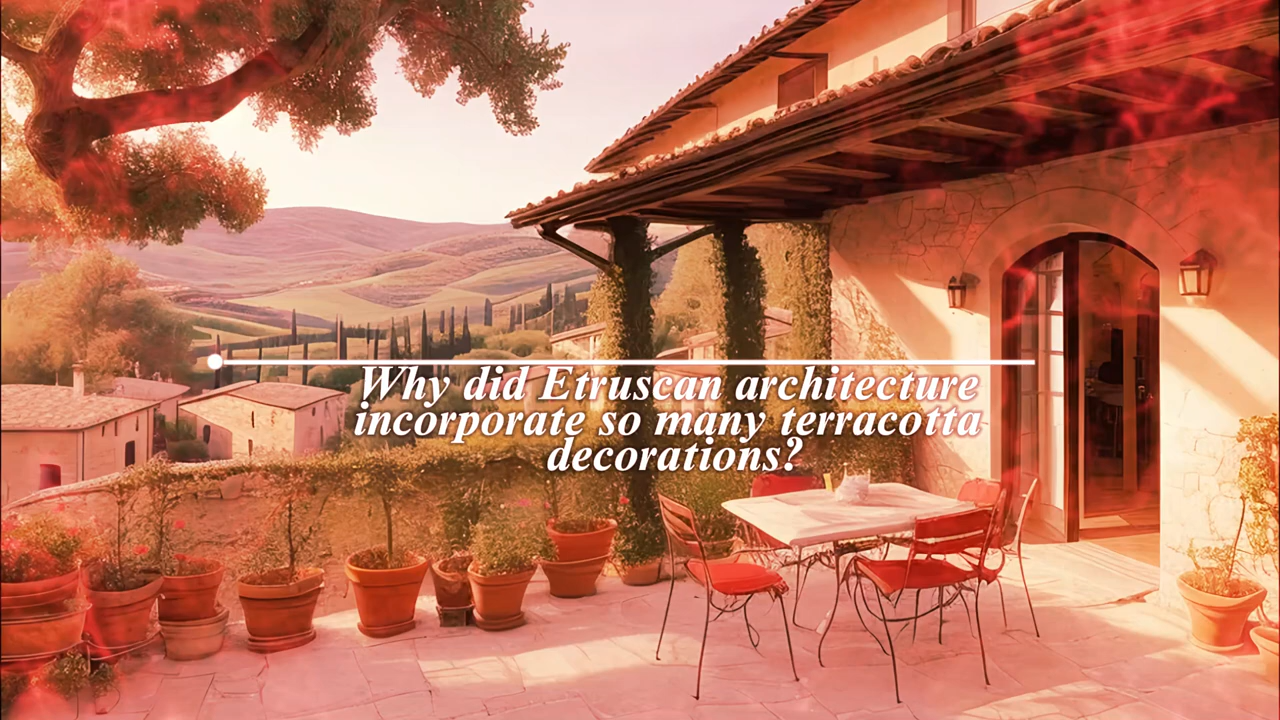 Why did Etruscan architecture
incorporate so many terracotta
decorations?